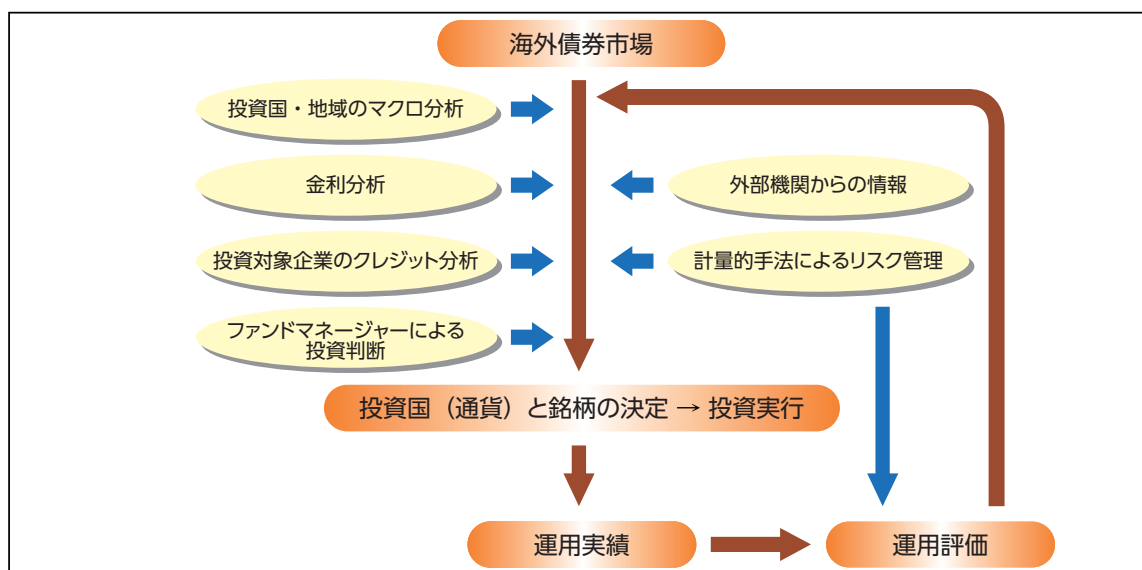 海外債券市場
投資国・地域のマクロ分析
金利分析
外部機関からの情報
投資対象企業のクレジット分析
計量的手法によるリスク管理
ファンドマネージャーによる
投資判断
投資国（通貨）と銘柄の決定 → 投資実行
運用実績
運用評価